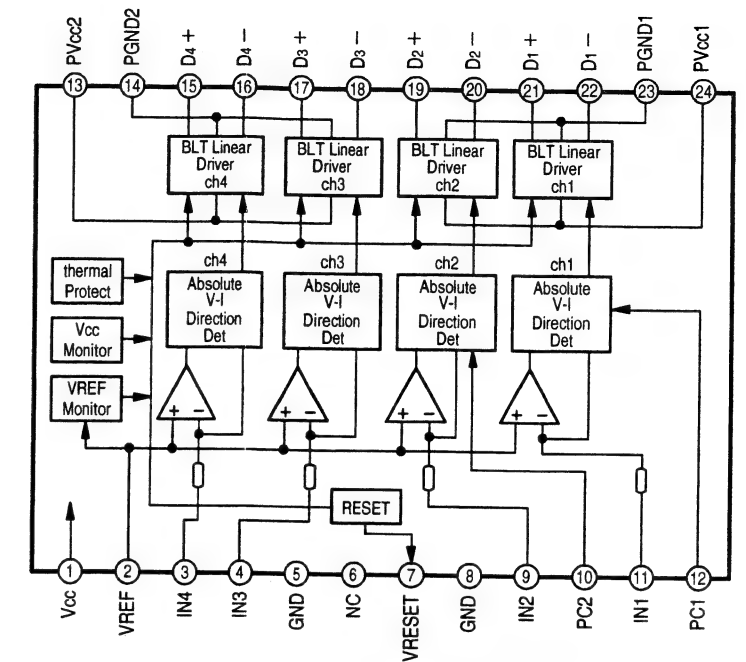 PVcc2
PGND2
D4 +
D4 −
D3 +
D3 −
D2 +
D2 −
D1 +
D1 −
PGND1
PVcc1
13
14
15
16
17
18
19
20
21
22
23
24
BLT Linear
Driver
ch4
BLT Linear
Driver
ch3
BLT Linear
Driver
ch2
BLT Linear
Driver
ch1
thermal
Protect
Vcc
Monitor
VREF
Monitor
ch4
Absolute
V-I
Direction
Det
ch3
Absolute
V-I
Direction
Det
ch2
Absolute
V-I
Direction
Det
ch1
Absolute
V-I
Direction
Det
+ −
+ −
+ −
+ −
RESET
1
2
3
4
5
6
7
8
9
10
11
12
Vcc
VREF
IN4
IN3
GND
NC
VRESET
GND
IN2
PC2
IN1
PC1